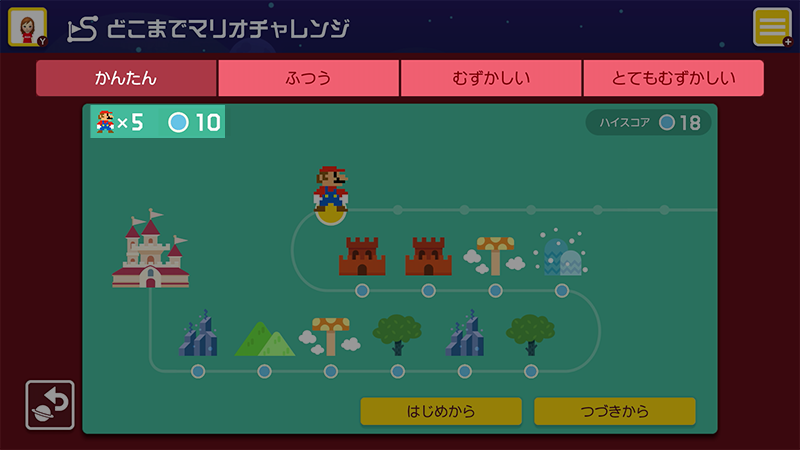 どこまでマリオチャレンジ
Y
+
かんたん ふつう むずかしい とてもむずかしい
×5 10 ハイスコア 18
はじめから つづきから